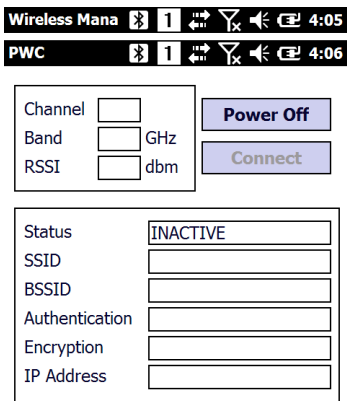 Wireless Mana 1 4:05
PWC 1 4:06
Channel
Band GHz
RSSI dbm
Power Off
Connect
Status INACTIVE
SSID
BSSID
Authentication
Encryption
IP Address